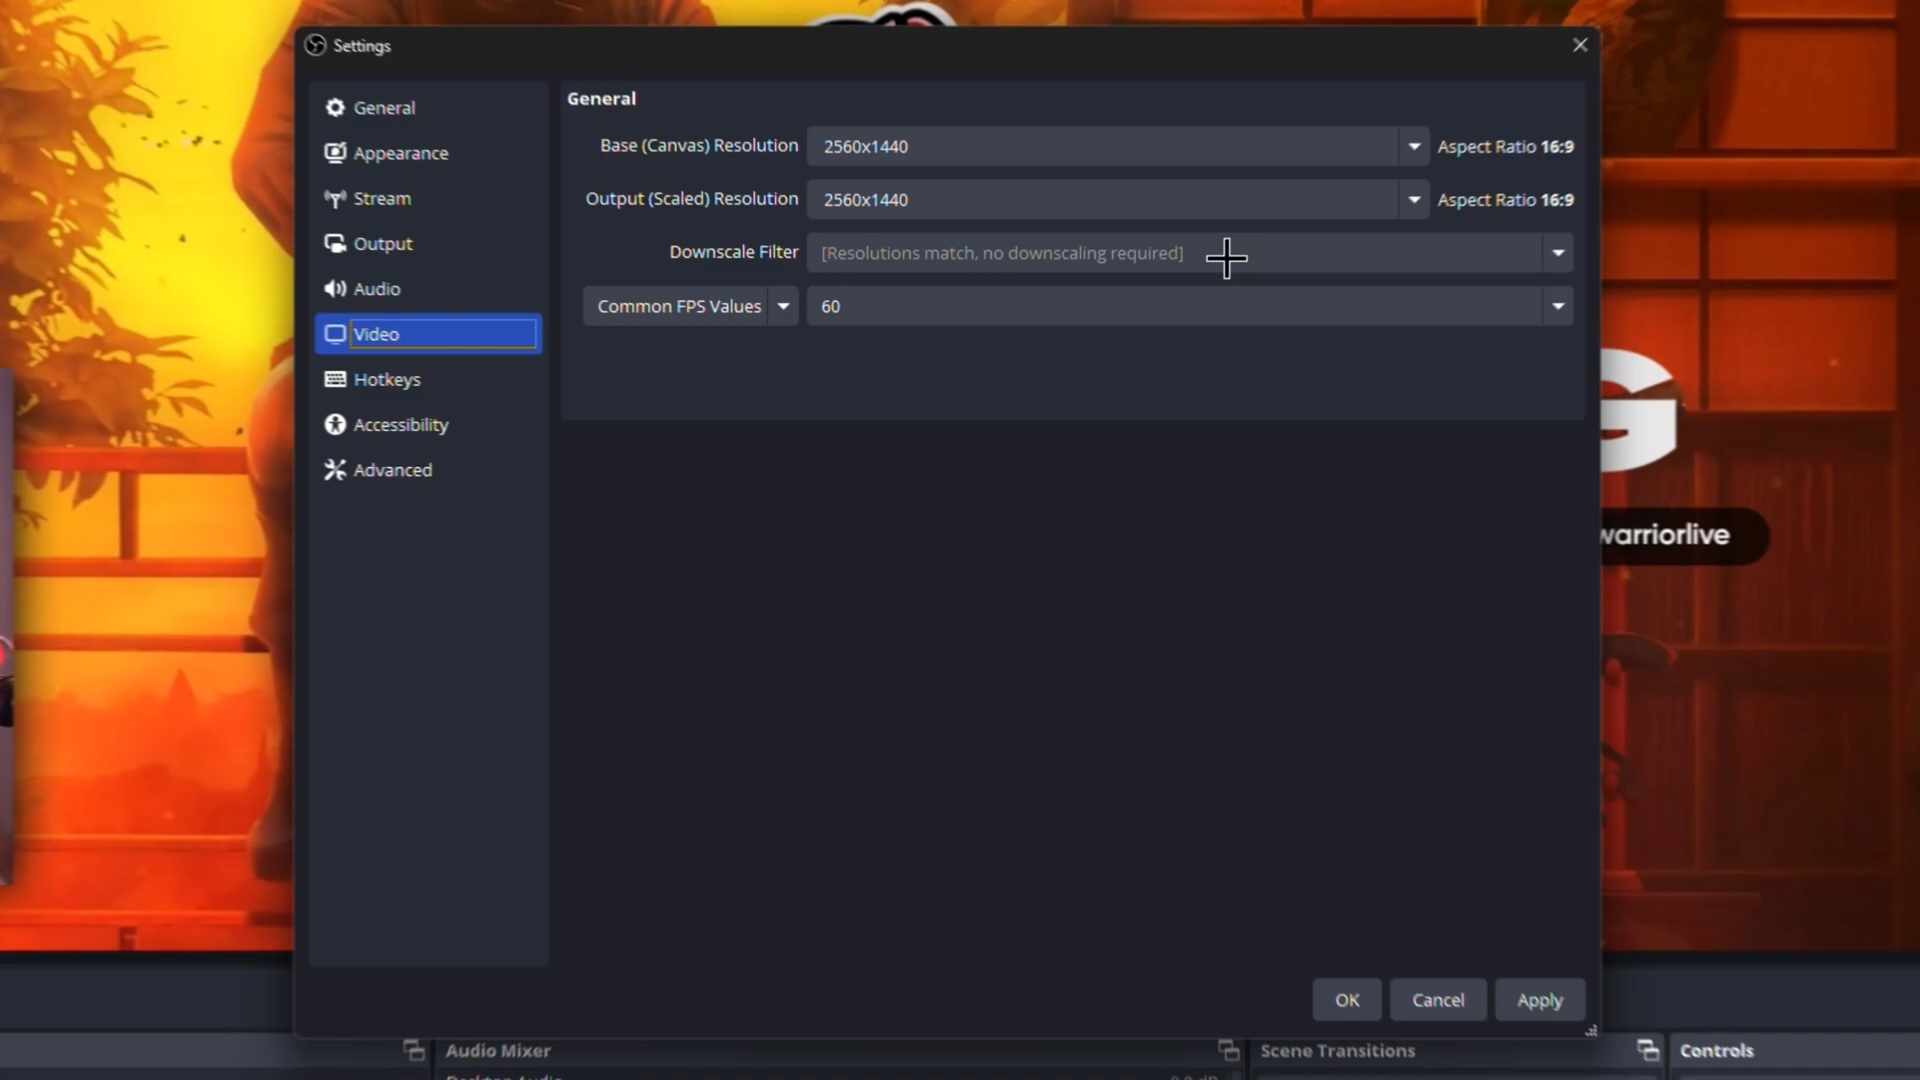 Settings
General
Appearance
Stream
Output
Audio
Video
Hotkeys
Accessibility
Advanced
General
Base (Canvas) Resolution 2560x1440 Aspect Ratio 16:9
Output (Scaled) Resolution 2560x1440 Aspect Ratio 16:9
Downscale Filter [Resolutions match, no downscaling required]
Common FPS Values 60
G
warriorlive
OK Cancel Apply
Audio Mixer Scene Transitions Controls
Desktop Audio